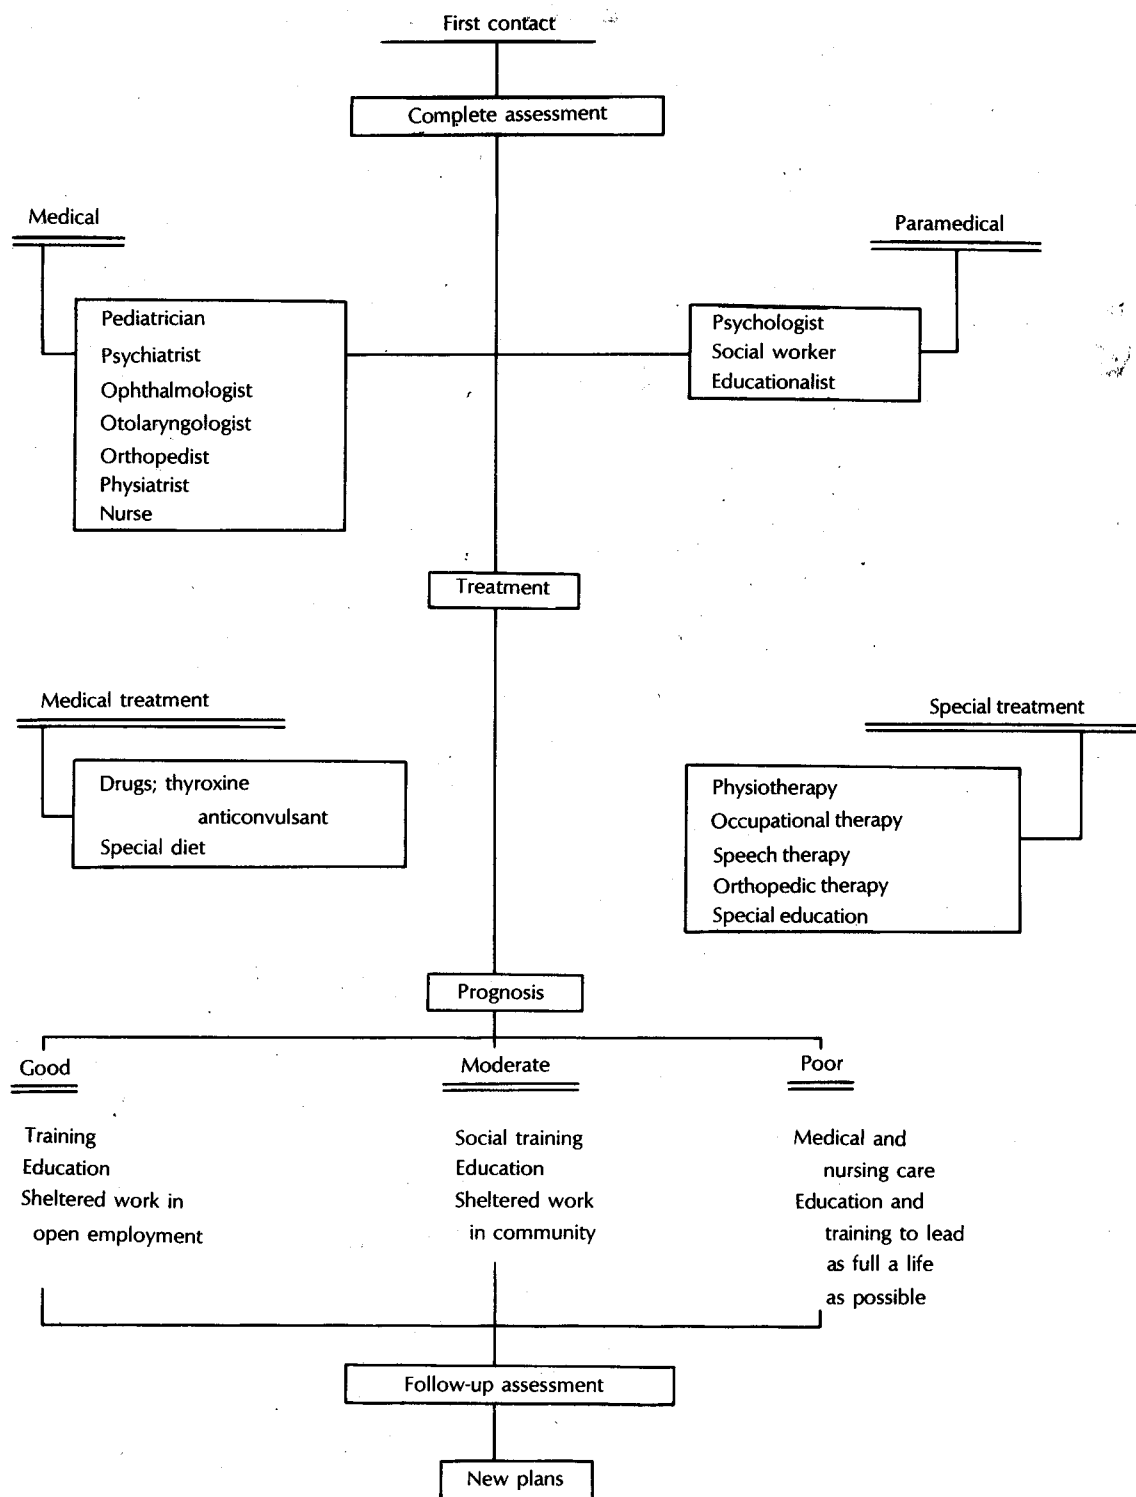 First contact
Complete assessment
Medical
Pediatrician
Psychiatrist
Ophthalmologist
Otolaryngologist
Orthopedist
Physiatrist
Nurse
Paramedical
Psychologist
Social worker
Educationalist
Treatment
Medical treatment
Drugs; thyroxine
anticonvulsant
Special diet
Special treatment
Physiotherapy
Occupational therapy
Speech therapy
Orthopedic therapy
Special education
Prognosis
Good
Training
Education
Sheltered work in
open employment
Moderate
Social training
Education
Sheltered work
in community
Poor
Medical and
nursing care
Education and
training to lead
as full a life
as possible
Follow-up assessment
New plans